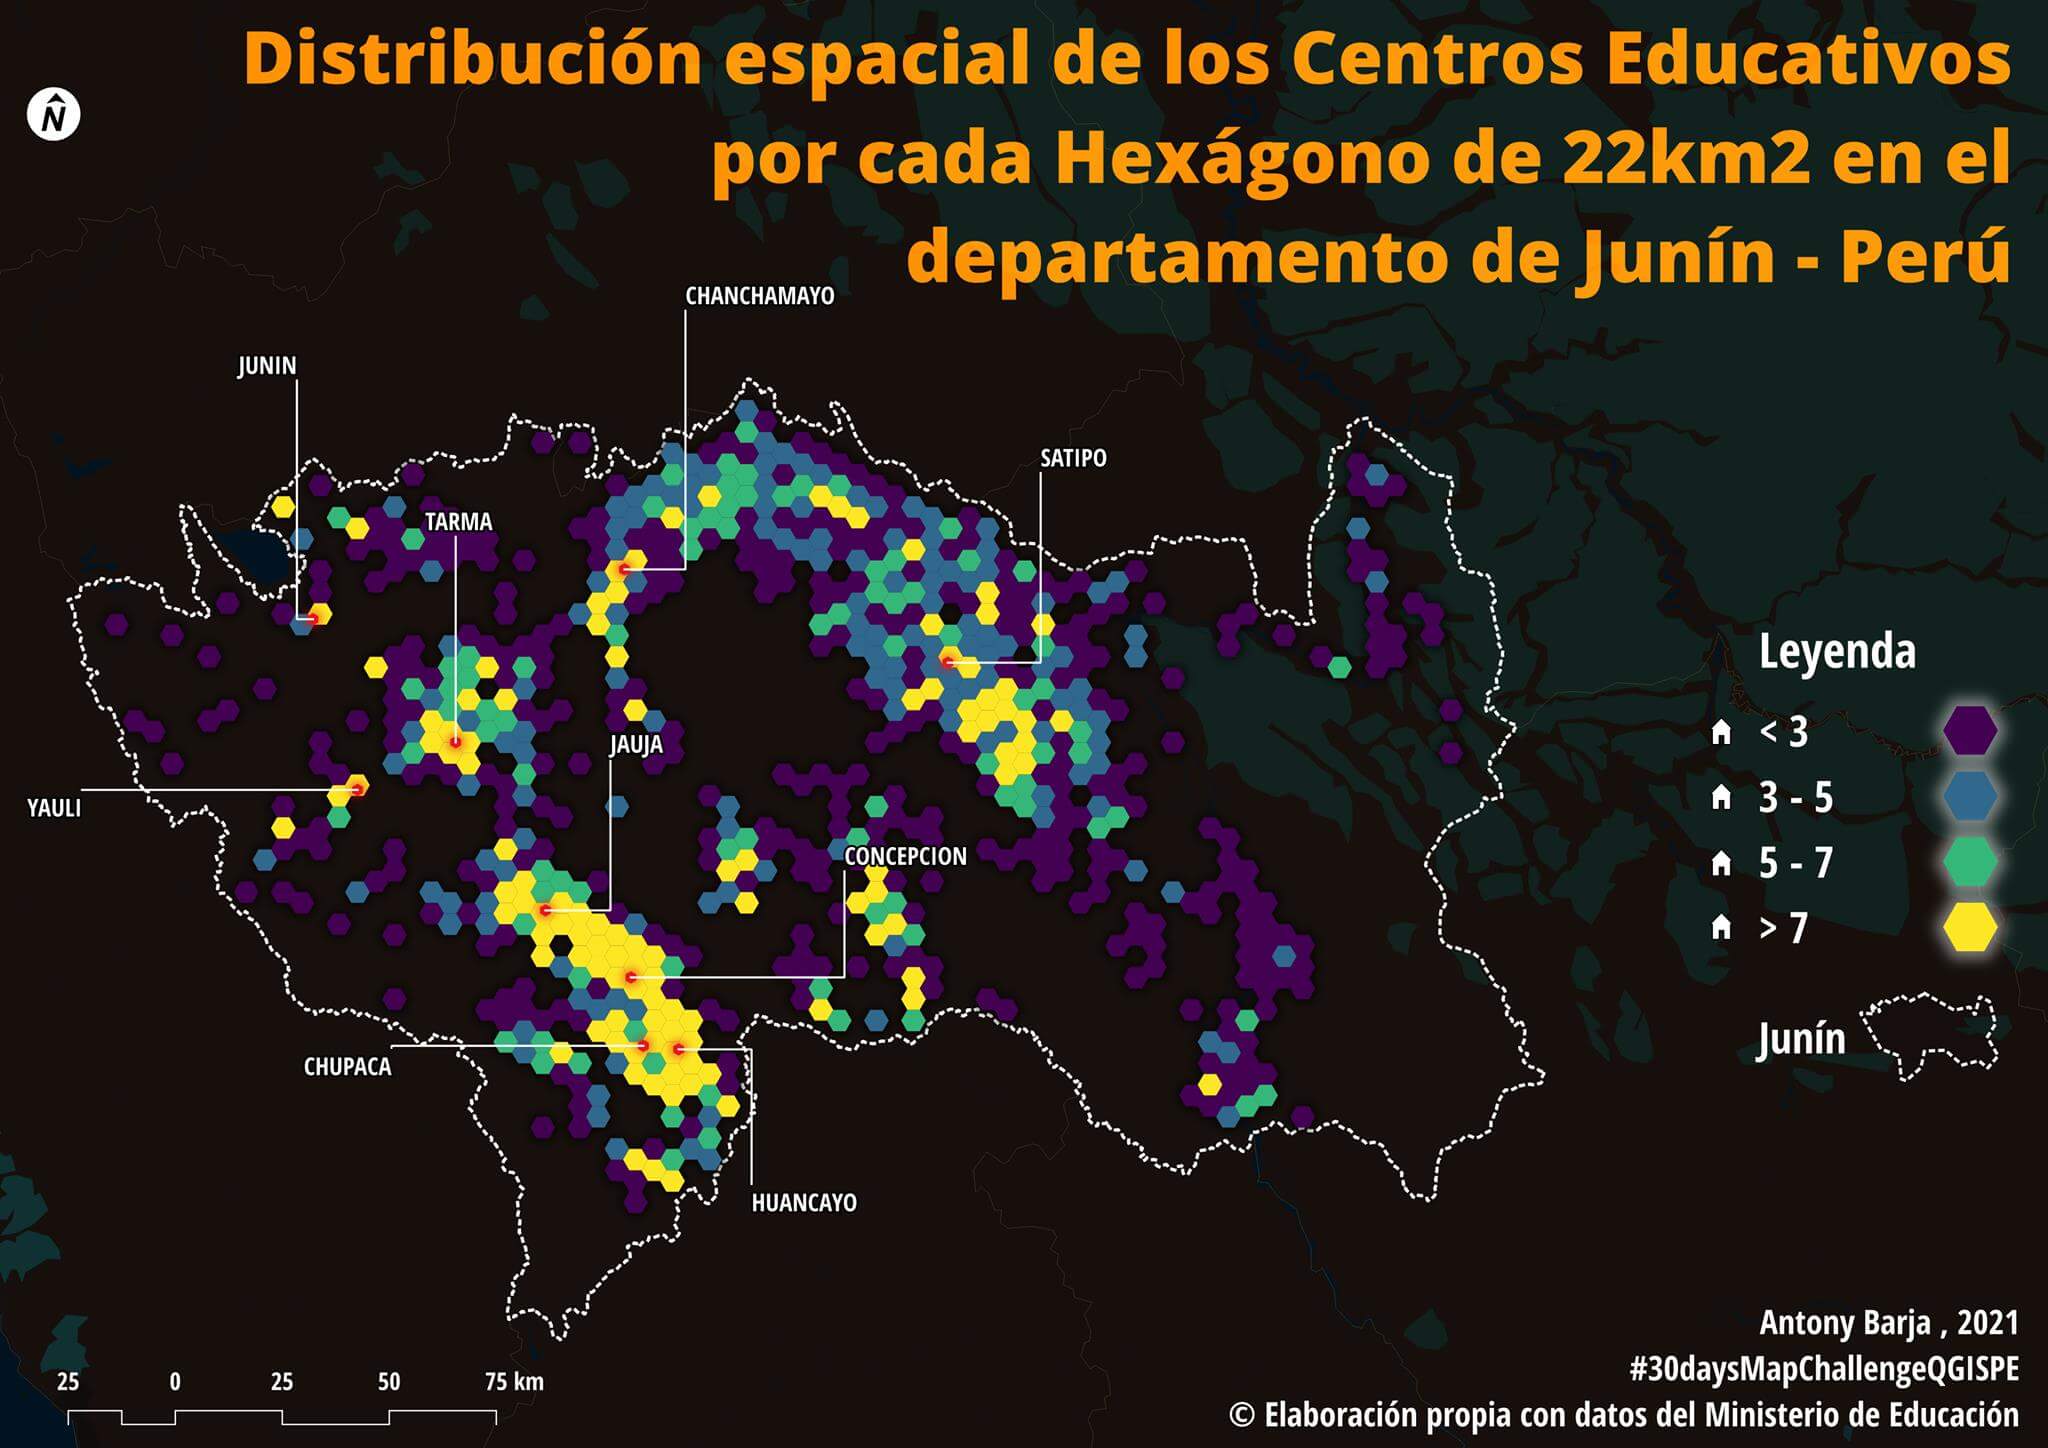 Distribución espacial de los Centros Educativos
por cada Hexágono de 22km2 en el
departamento de Junín - Perú
N
CHANCHAMAYO
JUNIN
SATIPO
TARMA
JAUJA
YAULI
CONCEPCION
CHUPACA
HUANCAYO
Leyenda
< 3
3 - 5
5 - 7
> 7
Junín
25 0 25 50 75 km
Antony Barja , 2021
#30daysMapChallengeQGISPE
© Elaboración propia con datos del Ministerio de Educación